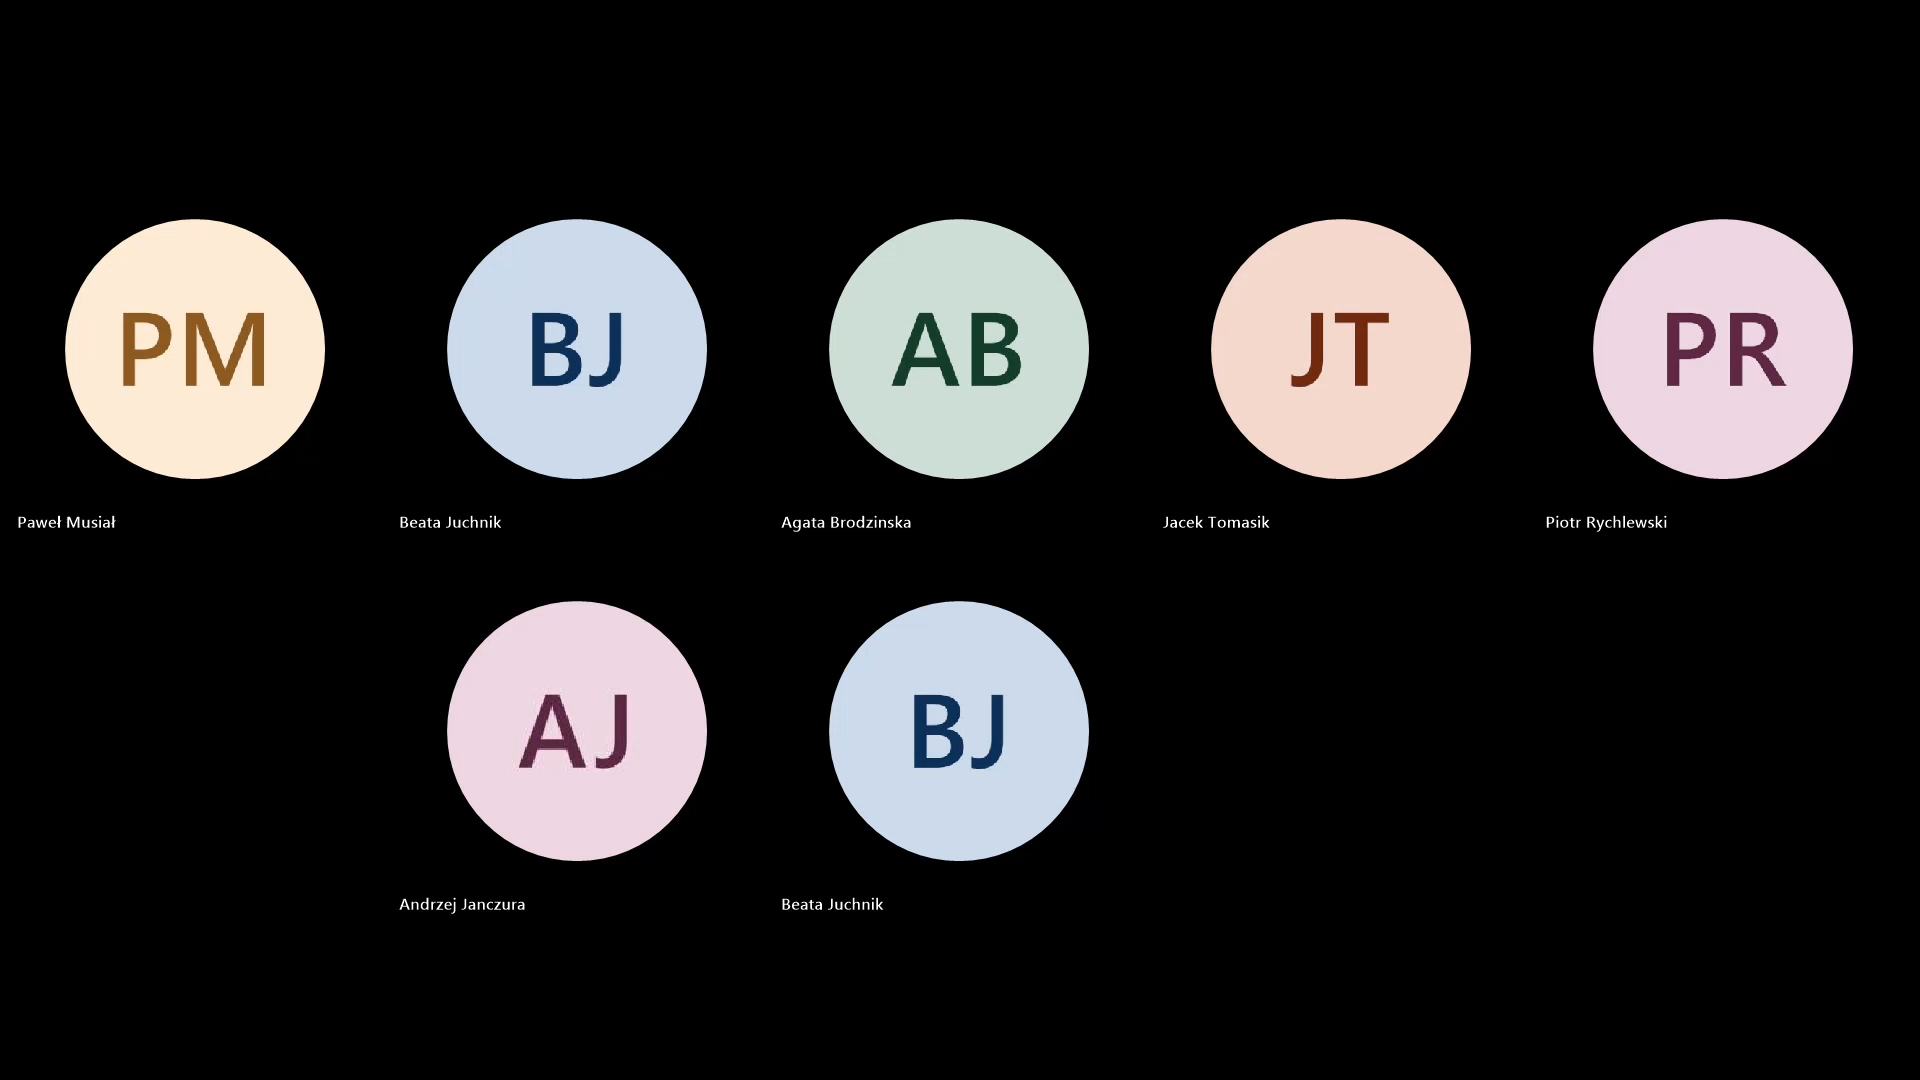 PM
BJ
AB
JT
PR
Paweł Musiał
Beata Juchnik
Agata Brodzinska
Jacek Tomasik
Piotr Rychlewski
AJ
BJ
Andrzej Janczura
Beata Juchnik